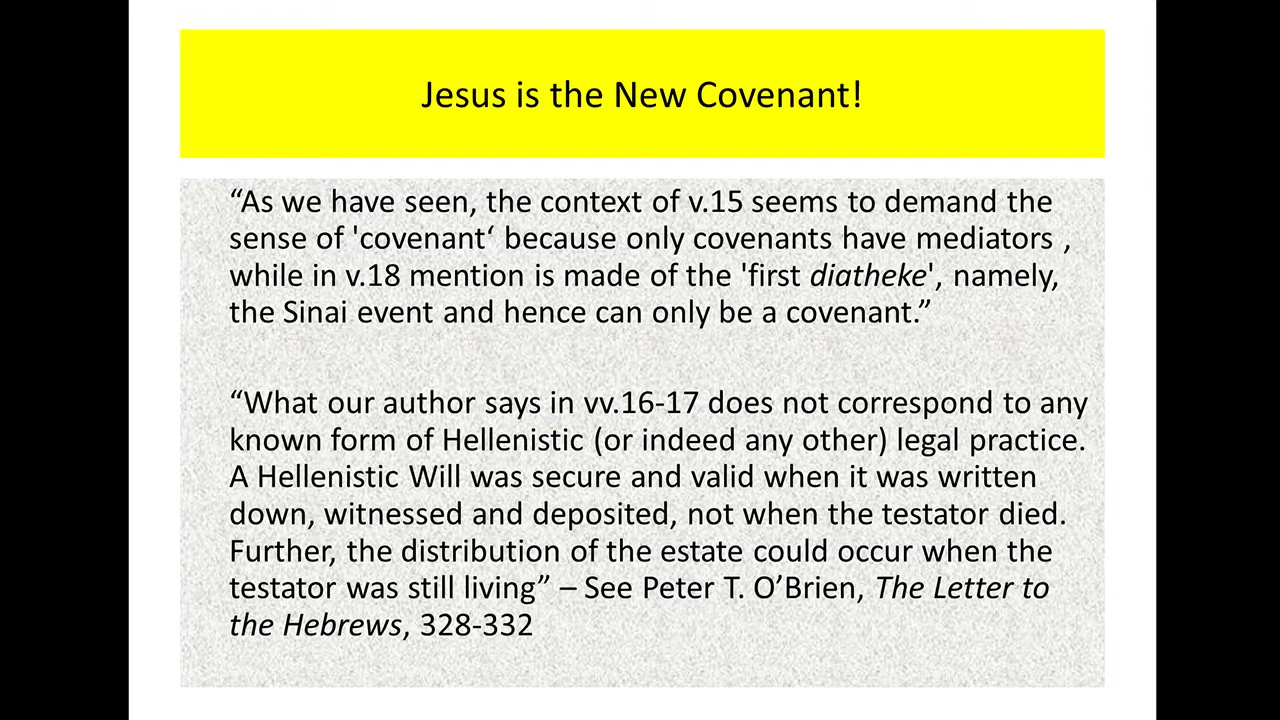 Jesus is the New Covenant!
“As we have seen, the context of v.15 seems to demand the
sense of 'covenant‘ because only covenants have mediators ,
while in v.18 mention is made of the 'first diatheke', namely,
the Sinai event and hence can only be a covenant.”
“What our author says in vv.16-17 does not correspond to any
known form of Hellenistic (or indeed any other) legal practice.
A Hellenistic Will was secure and valid when it was written
down, witnessed and deposited, not when the testator died.
Further, the distribution of the estate could occur when the
testator was still living” – See Peter T. O’Brien, The Letter to
the Hebrews, 328-332